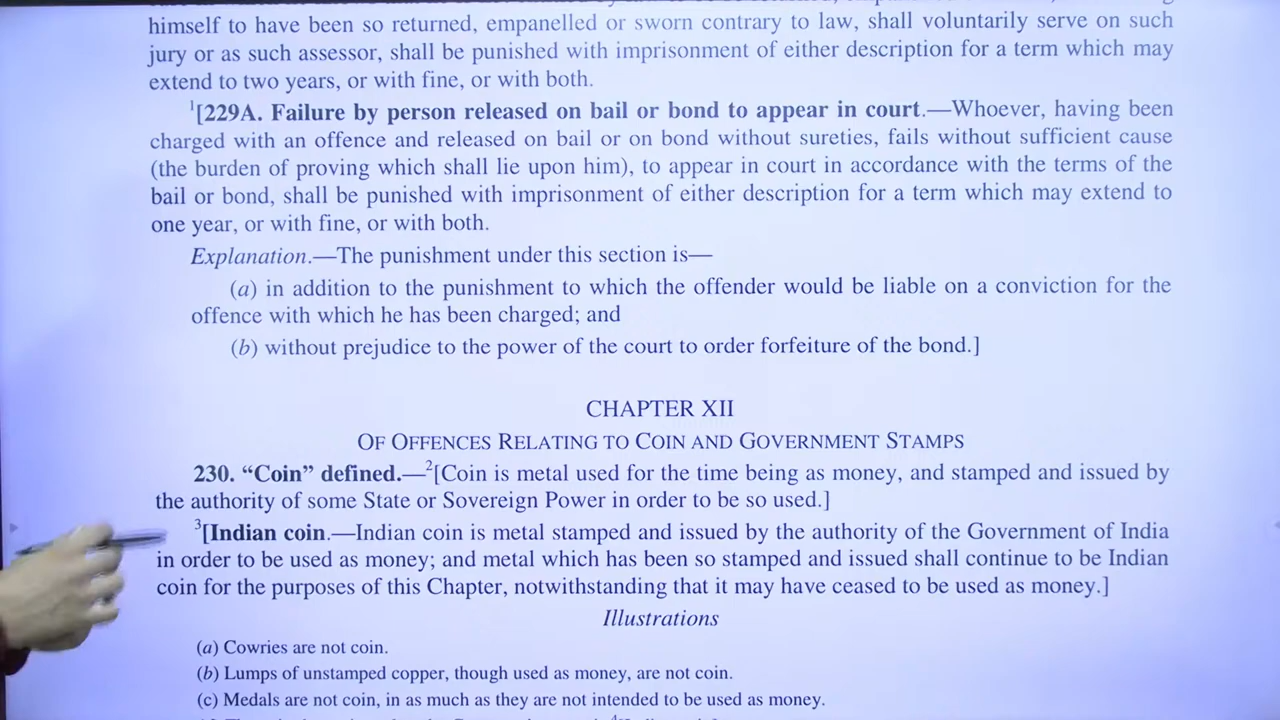 himself to have been so returned, empanelled or sworn contrary to law, shall voluntarily serve on such
jury or as such assessor, shall be punished with imprisonment of either description for a term which may
extend to two years, or with fine, or with both.
1[229A. Failure by person released on bail or bond to appear in court.—Whoever, having been
charged with an offence and released on bail or on bond without sureties, fails without sufficient cause
(the burden of proving which shall lie upon him), to appear in court in accordance with the terms of the
bail or bond, shall be punished with imprisonment of either description for a term which may extend to
one year, or with fine, or with both.
Explanation.—The punishment under this section is—
(a) in addition to the punishment to which the offender would be liable on a conviction for the
offence with which he has been charged; and
(b) without prejudice to the power of the court to order forfeiture of the bond.]
CHAPTER XII
OF OFFENCES RELATING TO COIN AND GOVERNMENT STAMPS
230. “Coin” defined.—2[Coin is metal used for the time being as money, and stamped and issued by
the authority of some State or Sovereign Power in order to be so used.]
3[Indian coin.—Indian coin is metal stamped and issued by the authority of the Government of India
in order to be used as money; and metal which has been so stamped and issued shall continue to be Indian
coin for the purposes of this Chapter, notwithstanding that it may have ceased to be used as money.]
Illustrations
(a) Cowries are not coin.
(b) Lumps of unstamped copper, though used as money, are not coin.
(c) Medals are not coin, in as much as they are not intended to be used as money.